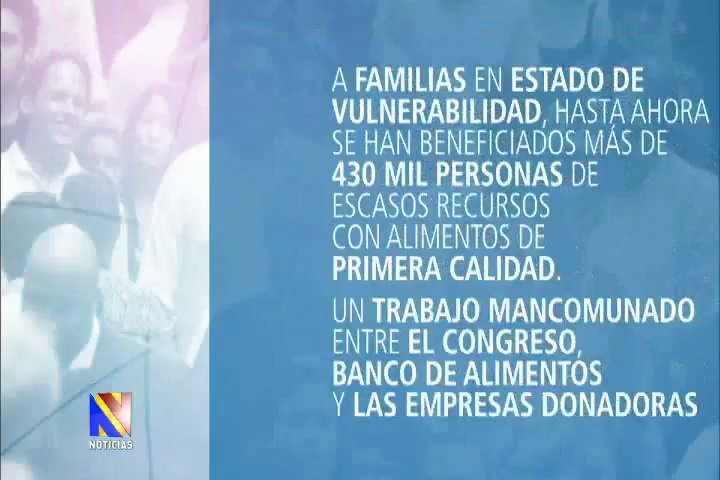 A FAMILIAS EN ESTADO DE
VULNERABILIDAD, HASTA AHORA
SE HAN BENEFICIADOS MÁS DE
430 MIL PERSONAS DE
ESCASOS RECURSOS
CON ALIMENTOS DE
PRIMERA CALIDAD.
UN TRABAJO MANCOMUNADO
ENTRE EL CONGRESO,
BANCO DE ALIMENTOS
Y LAS EMPRESAS DONADORAS
N
NOTICIAS